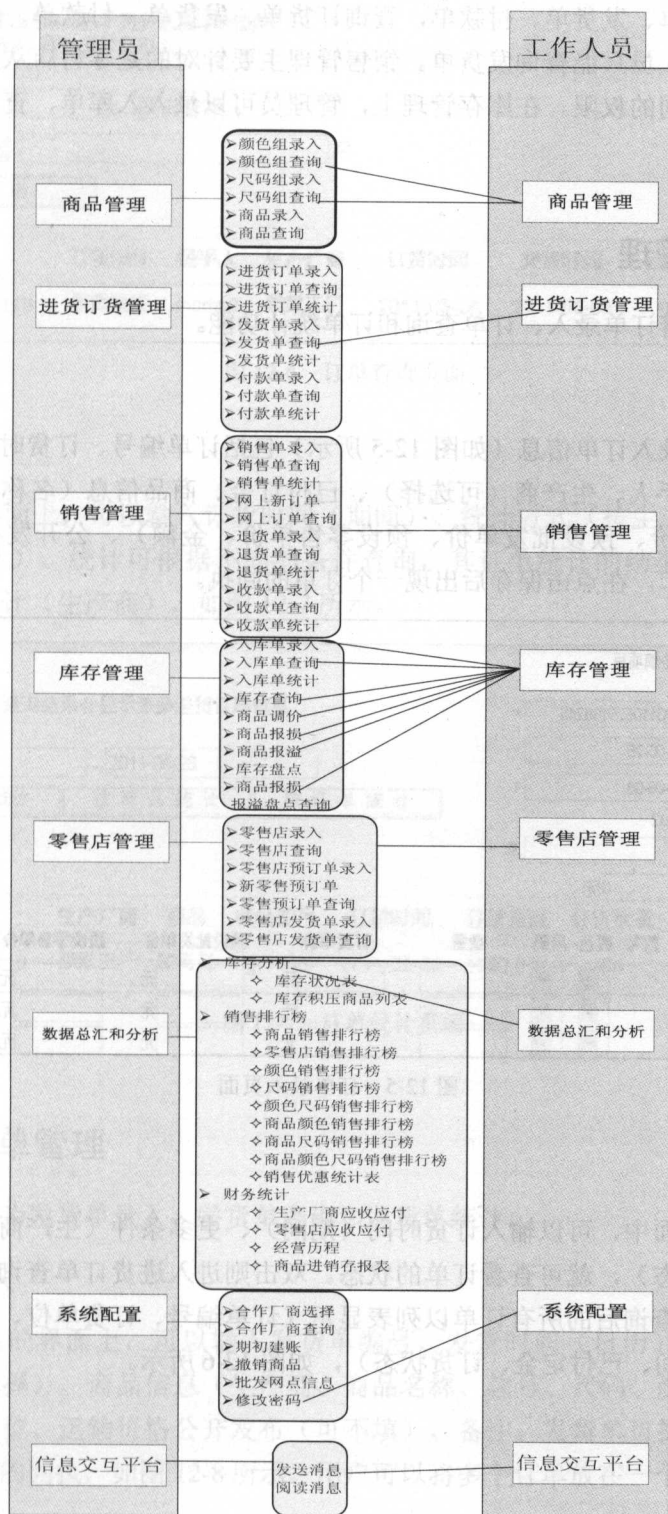 管理员
工作人员
商品管理
➢颜色组录入
➢颜色组查询
➢尺码组录入
➢尺码组查询
➢商品录入
➢商品查询
商品管理
进货订货管理
➢进货订单录入
➢进货订单查询
➢进货订单统计
➢发货单录入
➢发货单查询
➢发货单统计
➢付款单录入
➢付款单查询
➢付款单统计
进货订货管理
销售管理
➢销售单录入
➢销售单查询
➢销售单统计
➢网上新订单
➢网上订单查询
➢退货单录入
➢退货单查询
➢退货单统计
➢收款单录入
➢收款单查询
➢收款单统计
销售管理
库存管理
➢入库单录入
➢入库单查询
➢入库单统计
➢库存查询
➢商品调价
➢商品报损
➢商品报溢
➢库存盘点
➢商品报损
报溢盘点查询
库存管理
零售店管理
➢零售店录入
➢零售店查询
➢零售店预订单录入
➢新零售预订单
➢零售预订单查询
➢零售店发货单录入
➢零售店发货单查询
零售店管理
数据总汇和分析
➢ 库存分析
✧ 库存状况表
✧ 库存积压商品列表
➢ 销售排行榜
✧商品销售排行榜
✧零售店销售排行榜
✧颜色销售排行榜
✧尺码销售排行榜
✧颜色尺码销售排行榜
✧商品颜色销售排行榜
✧商品尺码销售排行榜
✧商品颜色尺码销售排行榜
✧销售优惠统计表
➢ 财务统计
✧ 生产厂商应收应付
✧ 零售店应收应付
✧ 经营历程
✧ 商品进销存报表
数据总汇和分析
系统配置
➢合作厂商选择
➢合作厂商查询
➢期初建账
➢撤销商品
➢批发网点信息
➢修改密码
系统配置
信息交互平台
发送消息
阅读消息
信息交互平台